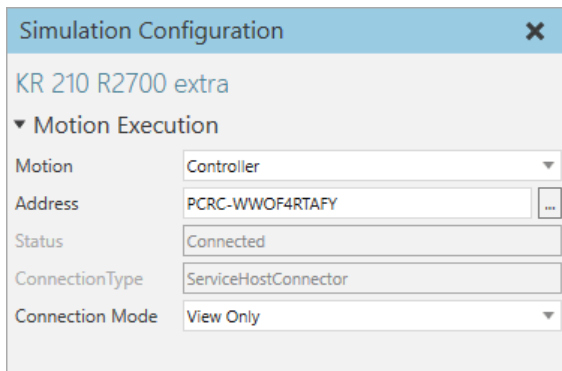 Simulation Configuration
KR 210 R2700 extra
Motion Execution
Motion Controller
Address PCRC-WWOF4RTAFY ...
Status Connected
ConnectionType ServiceHostConnector
Connection Mode View Only